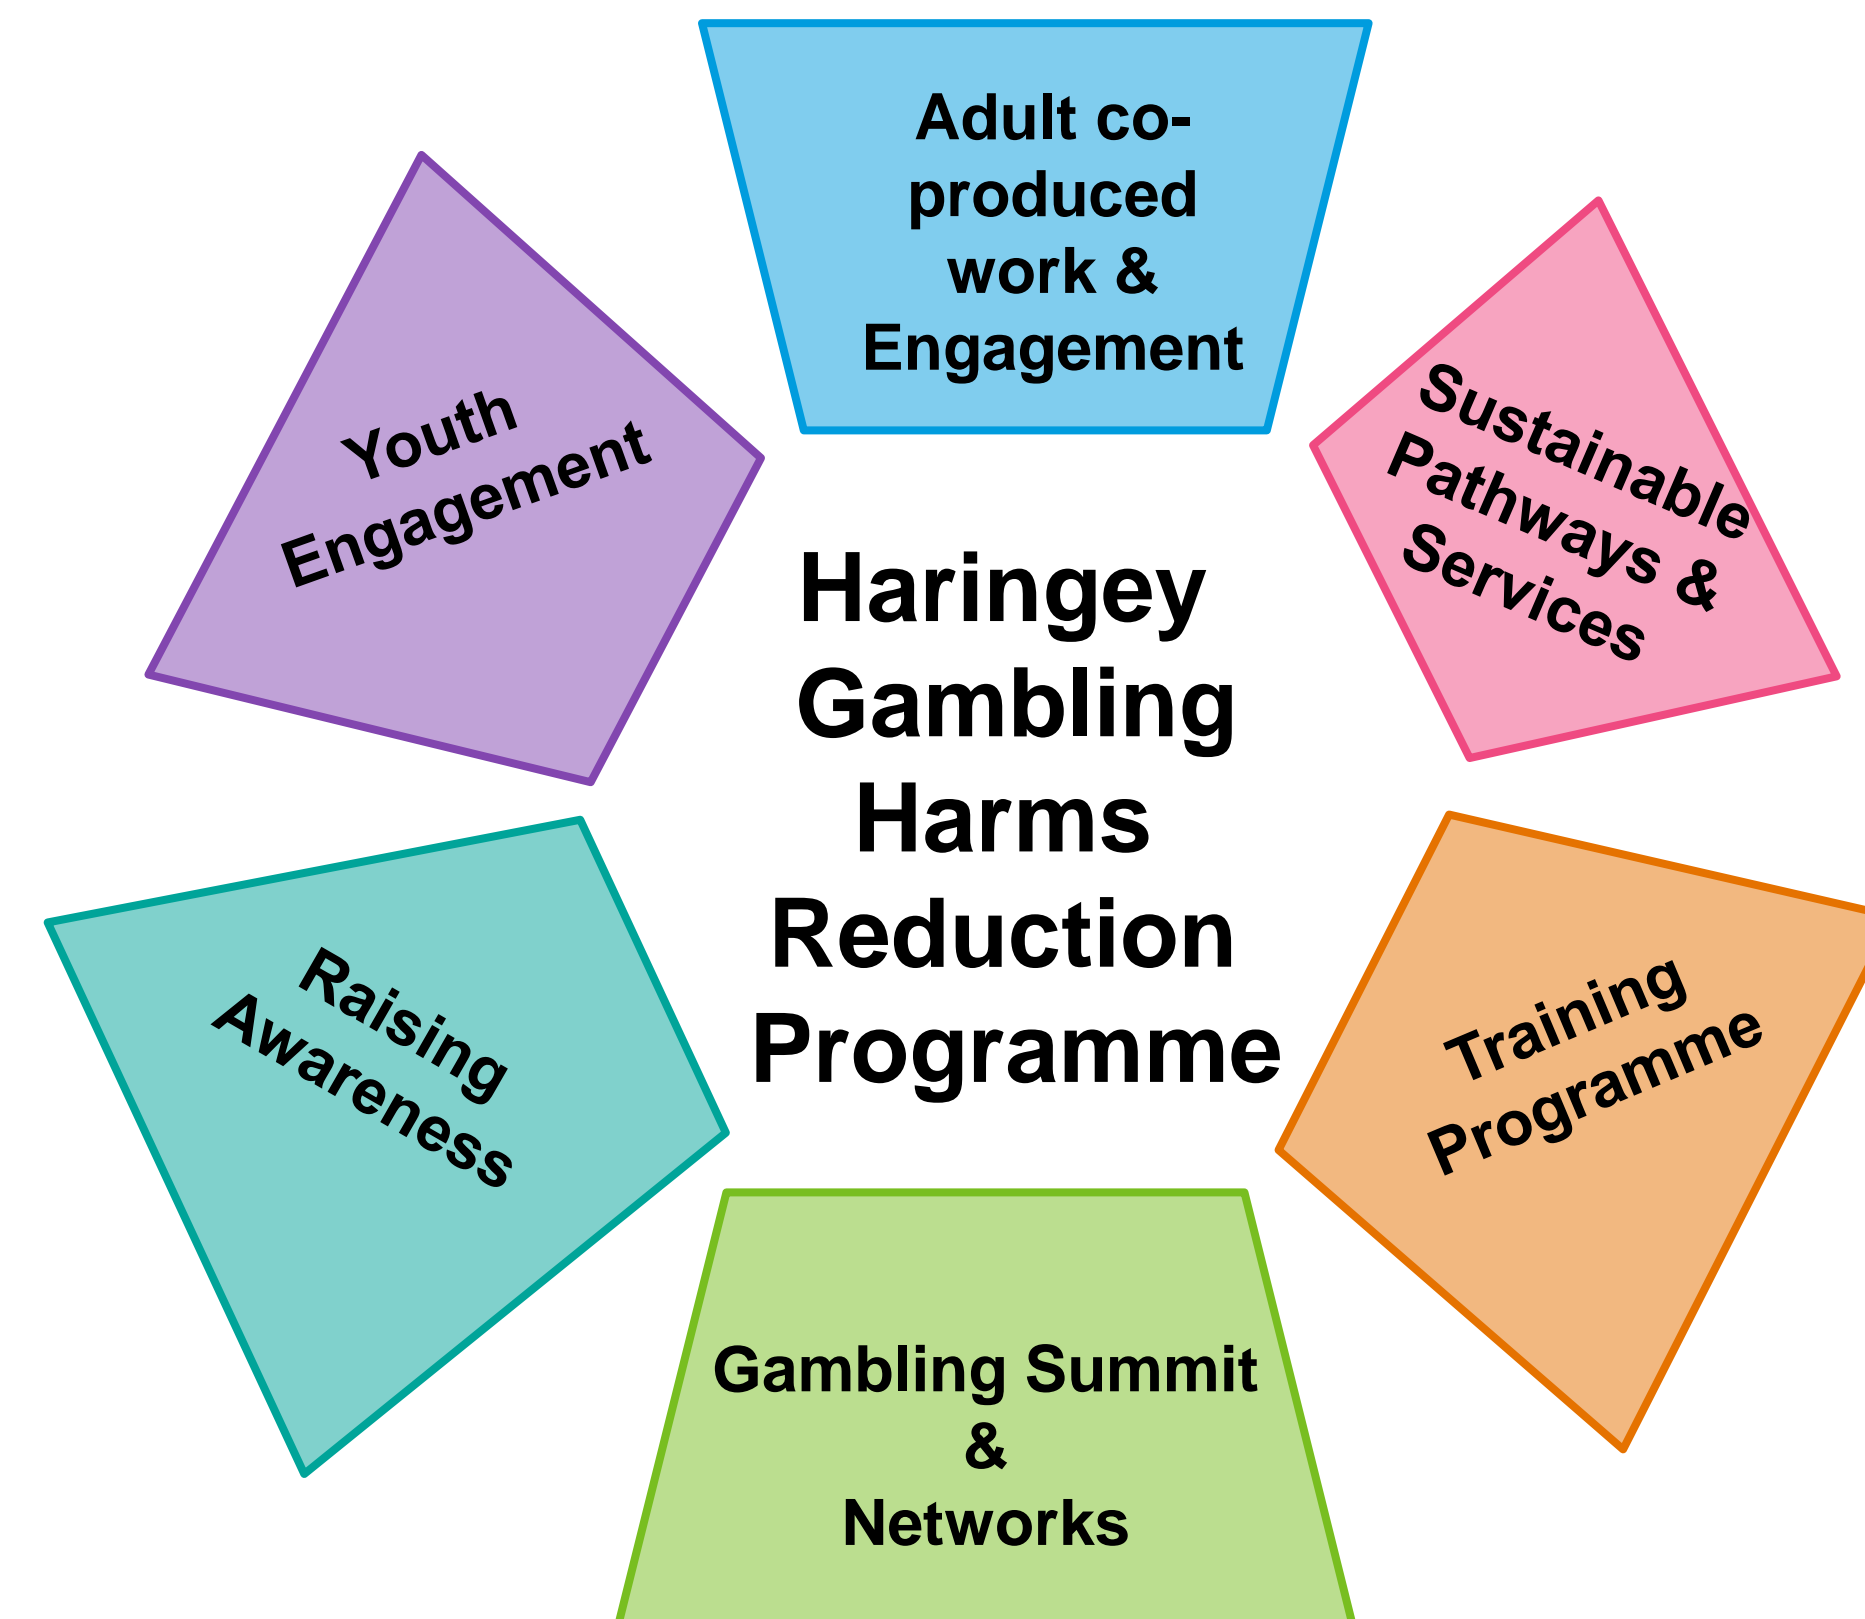 Adult co-
produced
work &
Engagement
Youth
Engagement
Sustainable
Pathways &
Services
Haringey
Gambling
Harms
Reduction
Programme
Raising
Awareness
Training
Programme
Gambling Summit
&
Networks